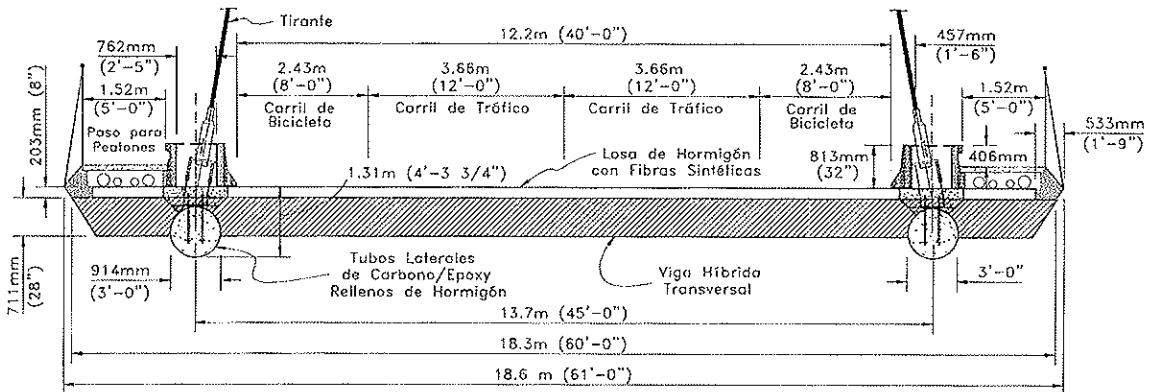 Tirante
762mm
(2'-5")
12.2m (40'-0")
457mm
(1'-6")
2.43m
(8'-0")
Carril de
Bicicleta
3.66m
(12'-0")
Carril de Tráfico
3.66m
(12'-0")
Carril de Tráfico
2.43m
(8'-0")
Carril de
Bicicleta
1.52m
(5'-0")
Paso para
Peatones
1.52m
(5'-0")
203mm (8")
533mm
(1'-9")
813mm
(32")
406mm
Losa de Hormigón
con Fibras Sintéticas
1.31m (4'-3 3/4")
711mm
(28")
914mm
(3'-0")
Tubos Laterales
de Carbono/Epoxy
Rellenos de Hormigón
Viga Híbrida
Transversal
3'-0"
13.7m (45'-0")
18.3m (60'-0")
18.6 m (61'-0")